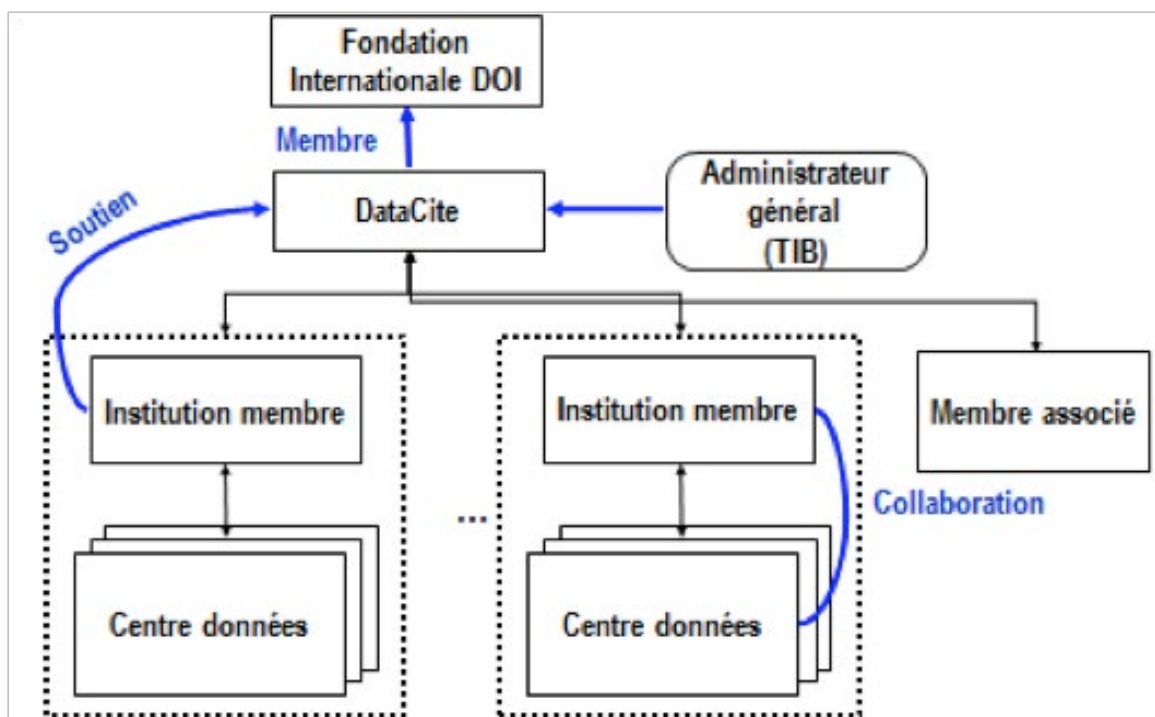 Fondation
Internationale DOI
Membre
Administrateur
général
(TIB)
DataCite
Soutien
Institution membre
Institution membre
Membre associé
Collaboration
...
Centre données
Centre données